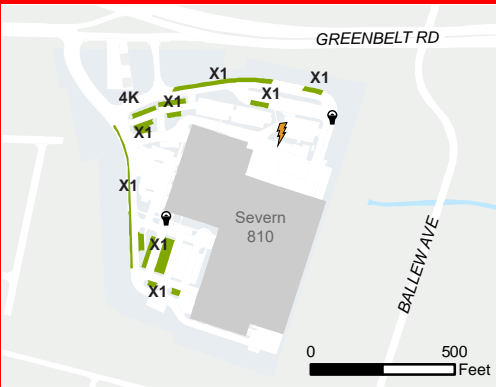 GREENBELT RD
X1
X1
4K
X1
X1
X1
X1
Severn
810
X1
X1
BALLEW AVE
0 500
Feet